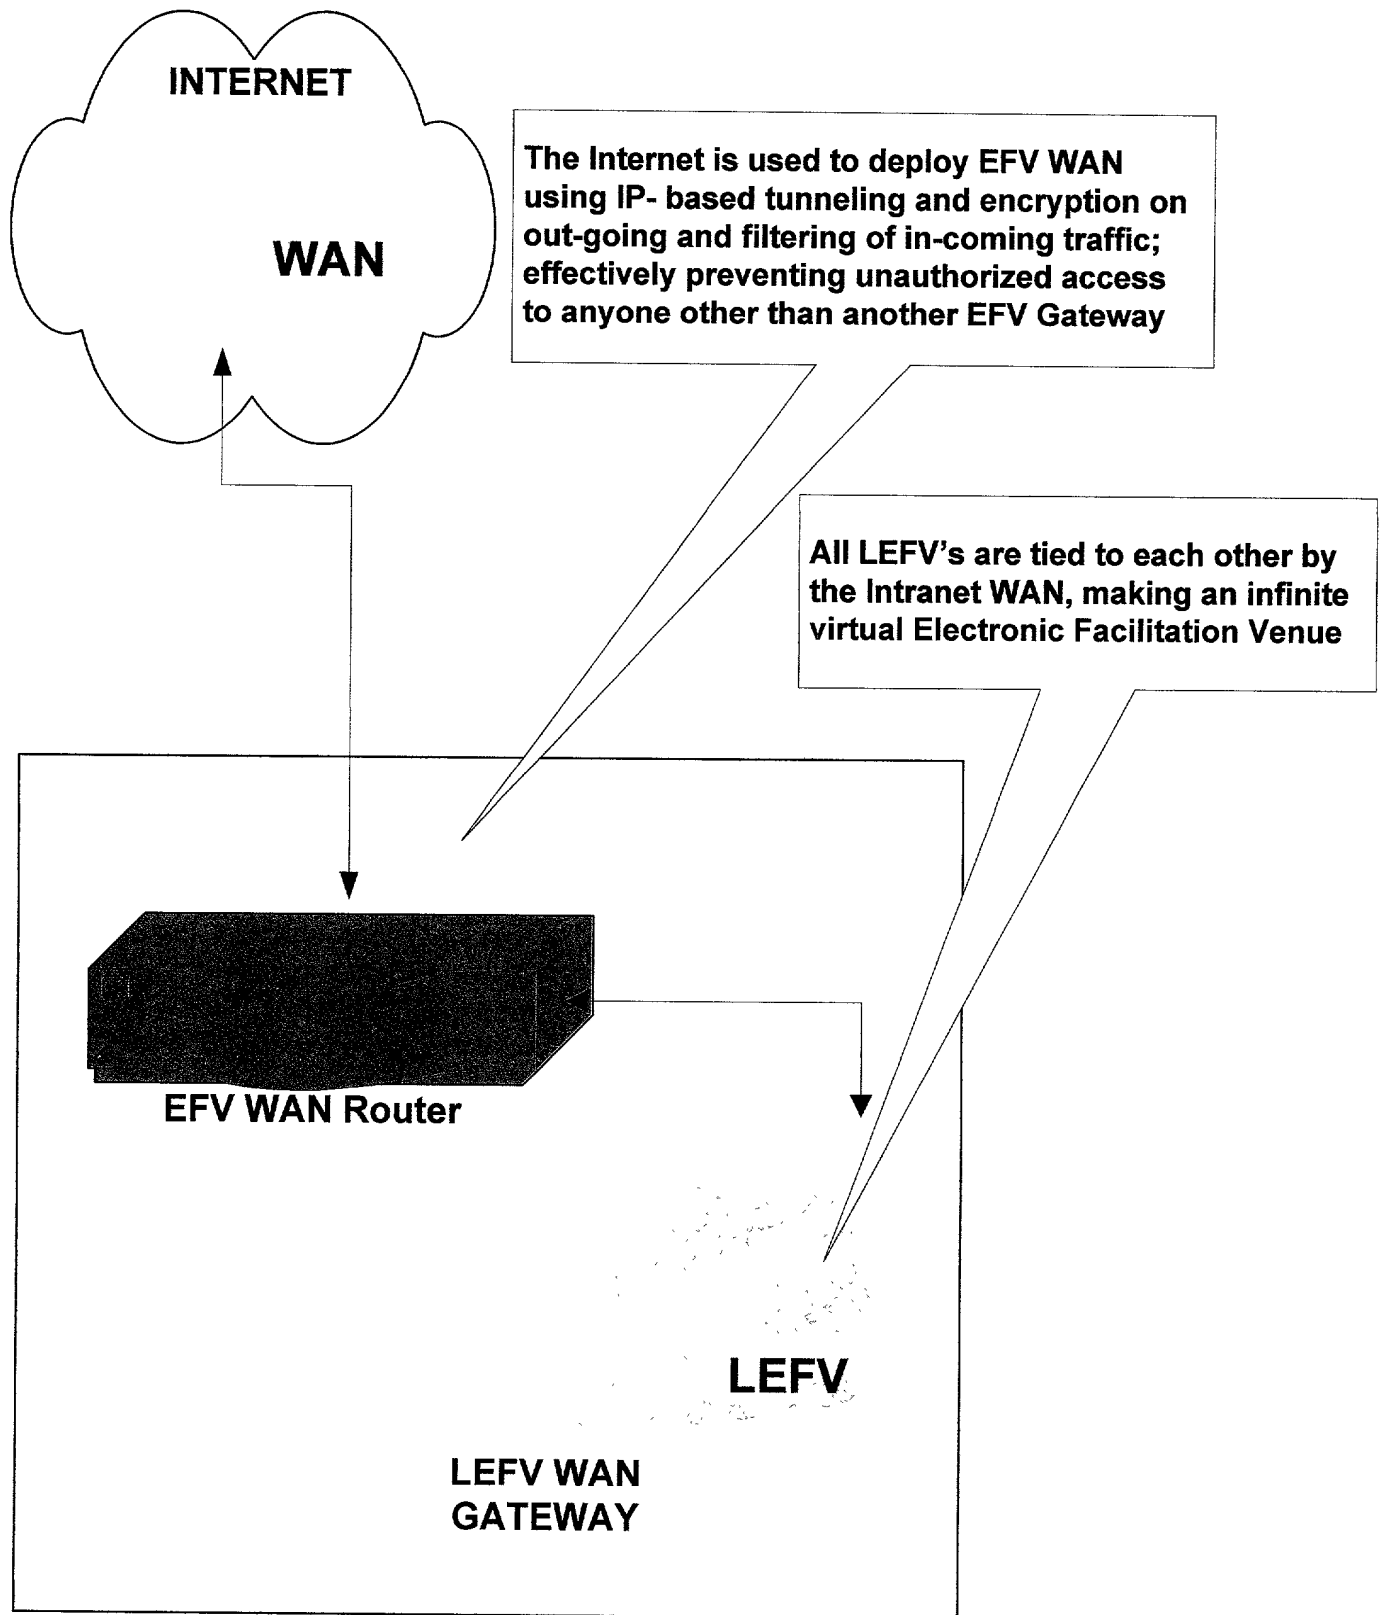 INTERNET
WAN
The Internet is used to deploy EFV WAN
using IP- based tunneling and encryption on
out-going and filtering of in-coming traffic;
effectively preventing unauthorized access
to anyone other than another EFV Gateway
All LEFV's are tied to each other by
the Intranet WAN, making an infinite
virtual Electronic Facilitation Venue
EFV WAN Router
LEFV
LEFV WAN
GATEWAY